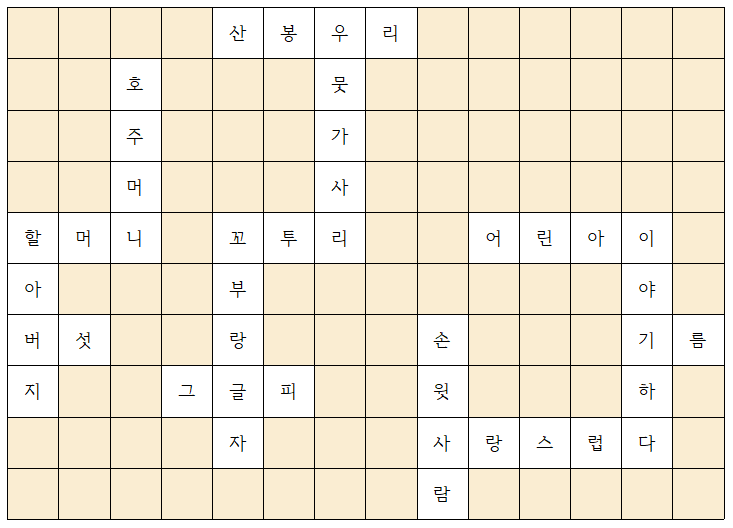 산 봉 우 리
호 뭇
주 가
머 사
할 머 니 꼬 투 리 어 린 아 이
아 부 야
버 섯 랑 손 기 름
지 그 글 피 윗 하
자 사 랑 스 럽 다
람